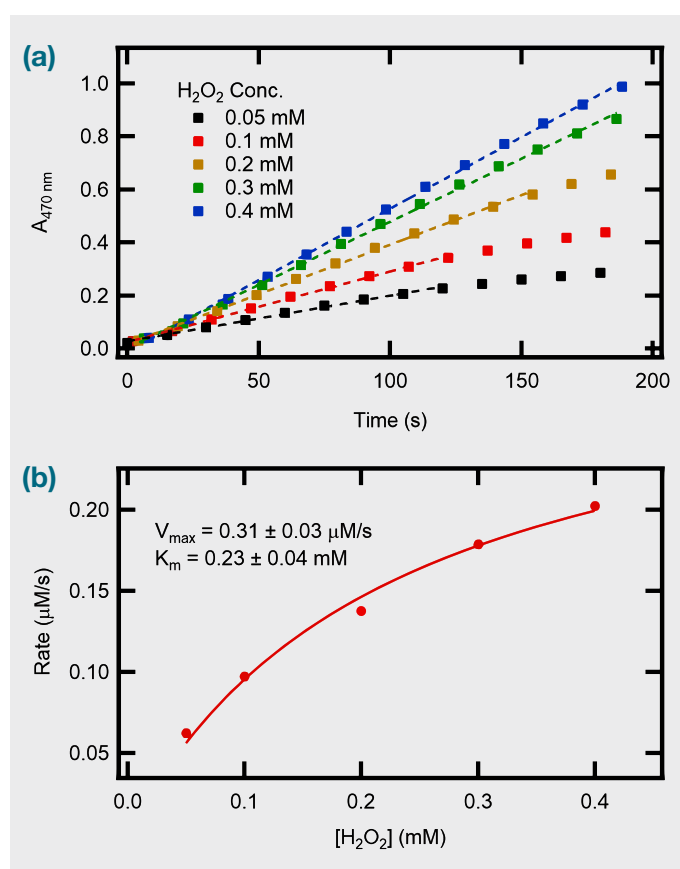 (a)
H₂O₂ Conc.
0.05 mM
0.1 mM
0.2 mM
0.3 mM
0.4 mM
1.0
0.8
0.6
0.4
0.2
0.0
A₄₇₀ ₙₘ
0 50 100 150 200
Time (s)
(b)
Vₘₐₓ = 0.31 ± 0.03 μM/s
Kₘ = 0.23 ± 0.04 mM
0.20
0.15
0.10
0.05
Rate (μM/s)
0.0 0.1 0.2 0.3 0.4
[H₂O₂] (mM)